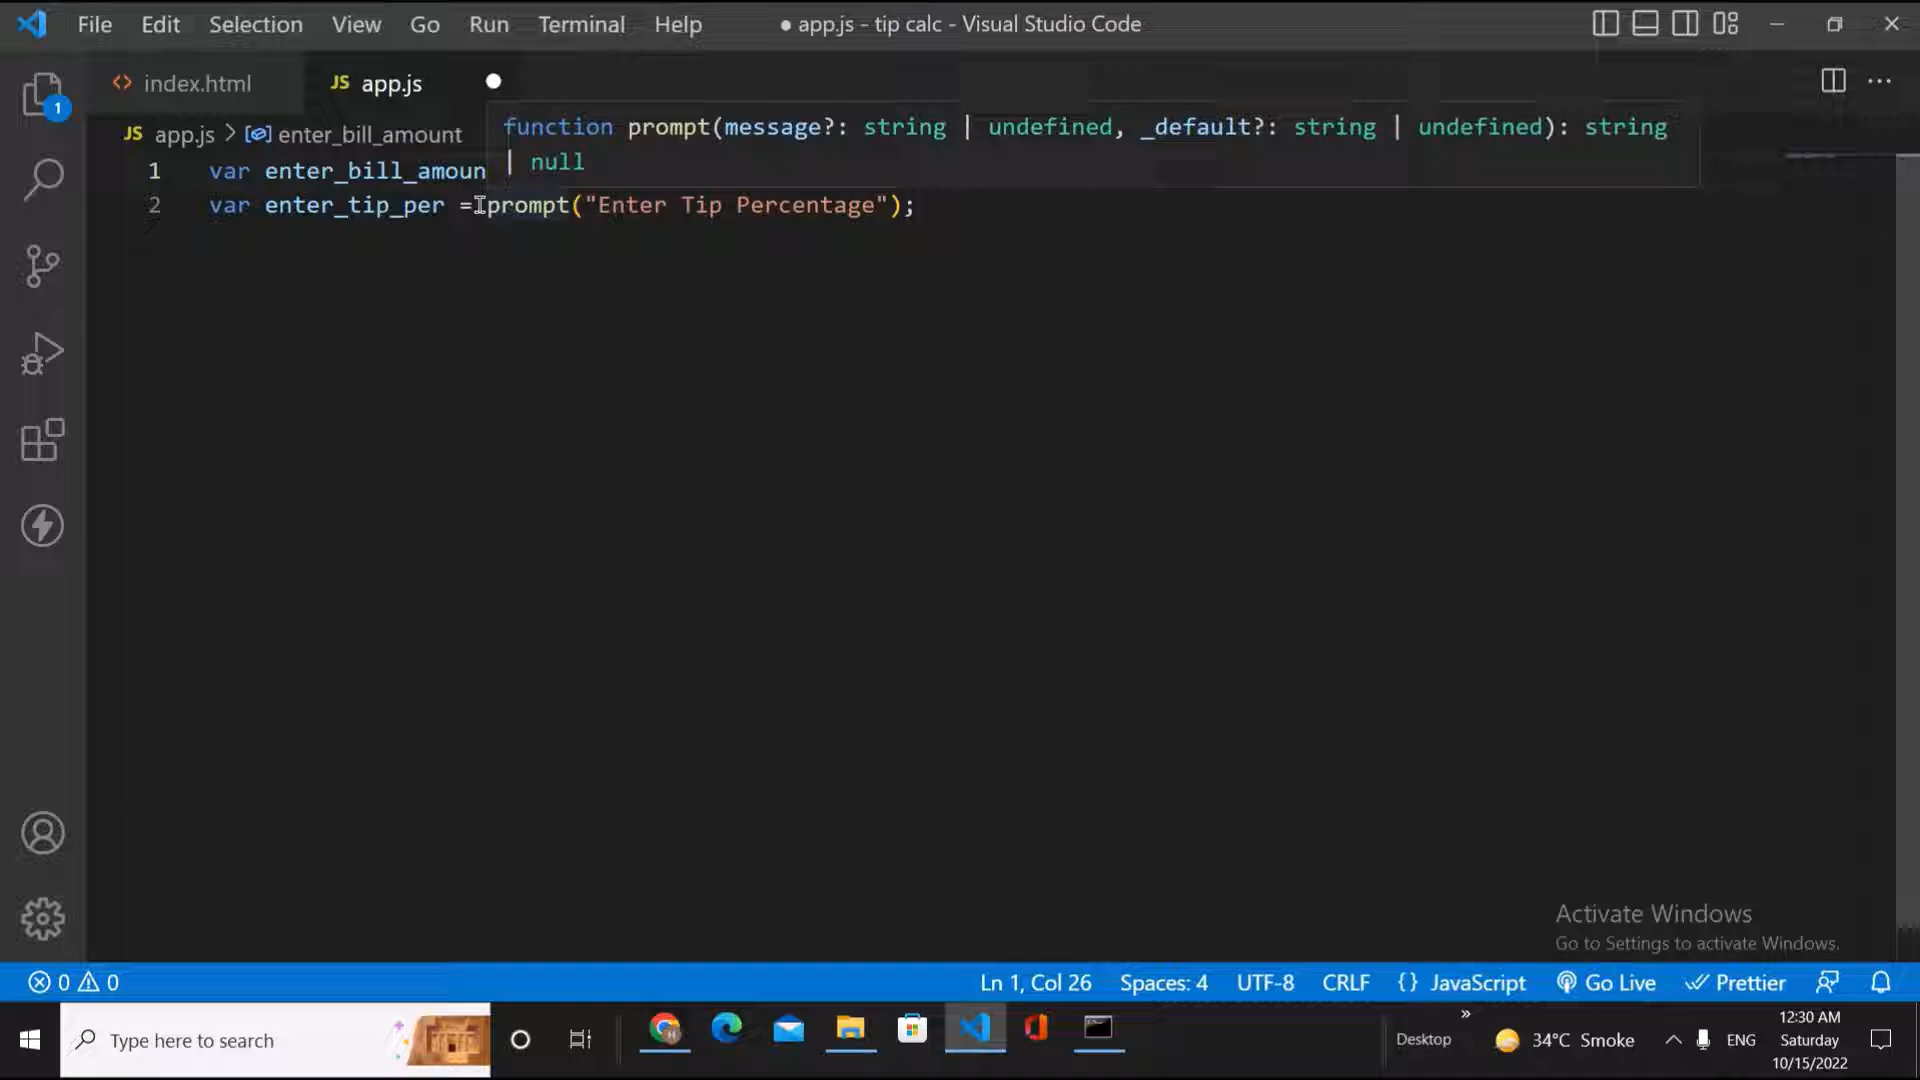 File Edit Selection View Go Run Terminal Help ● app.js - tip calc - Visual Studio Code
index.html JS app.js
1
JS app.js > enter_bill_amount
function prompt(message?: string | undefined, _default?: string | undefined): string
| null
1 var enter_bill_amoun
2 var enter_tip_per = prompt("Enter Tip Percentage");
Activate Windows
Go to Settings to activate Windows.
0 0 Ln 1, Col 26 Spaces: 4 UTF-8 CRLF {} JavaScript Go Live Prettier
Type here to search Desktop » 34°C Smoke ENG
12:30 AM
Saturday
10/15/2022